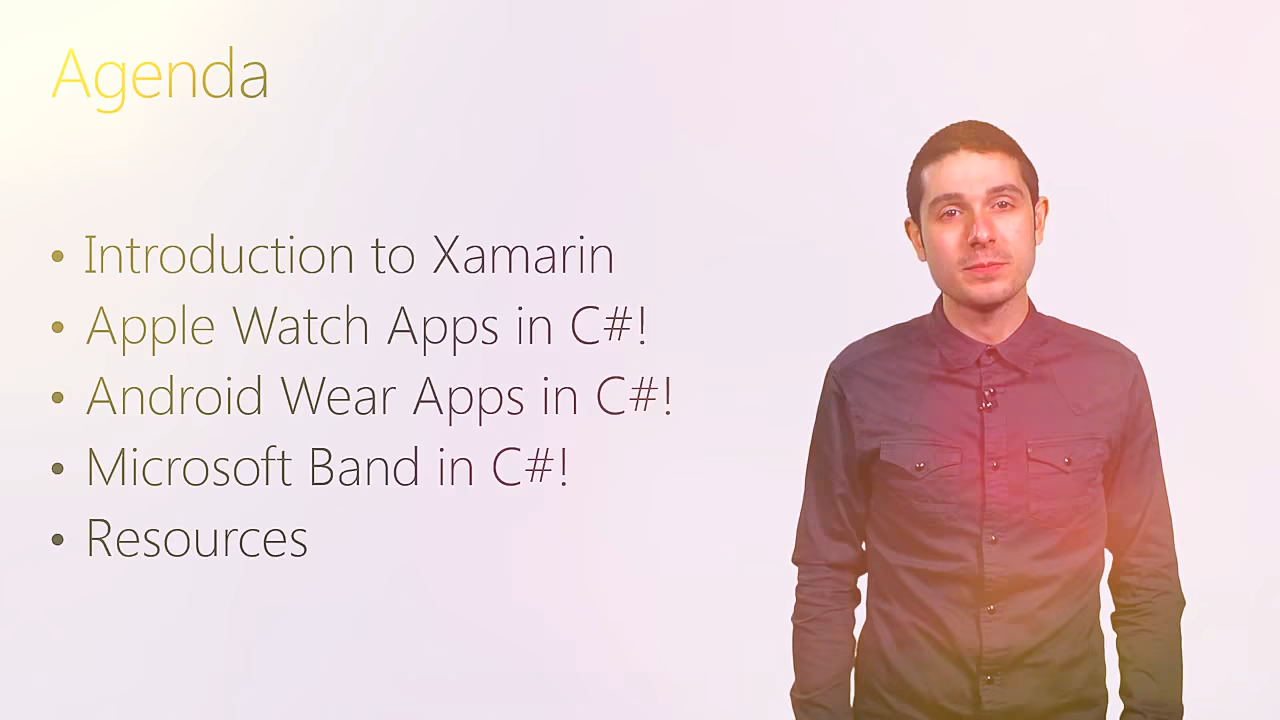 Agenda
• Introduction to Xamarin
• Apple Watch Apps in C#!
• Android Wear Apps in C#!
• Microsoft Band in C#!
• Resources